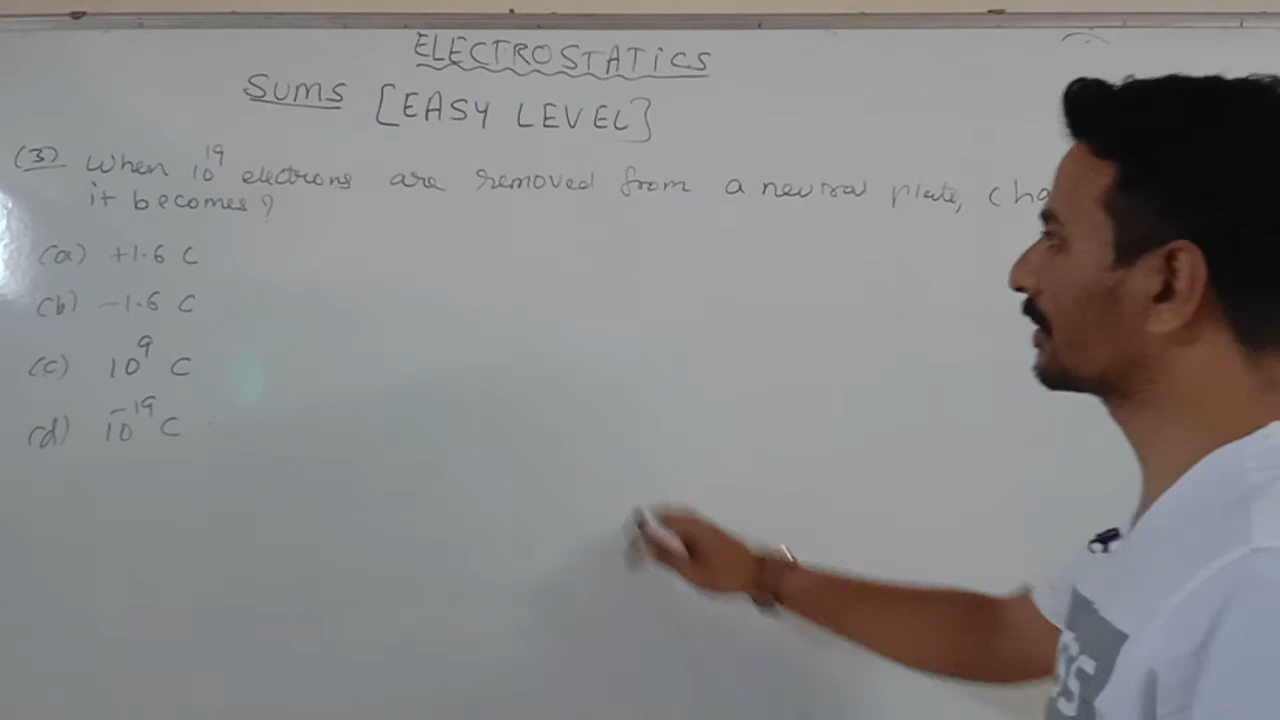 ELECTROSTATICS
SUMS [EASY LEVEL]
(3) When 10^19 electrons are removed from a neural plate, cha
it becomes?
(a) +1.6 C
(b) -1.6 C
(c) 10^9 C
(d) 10^-19 C